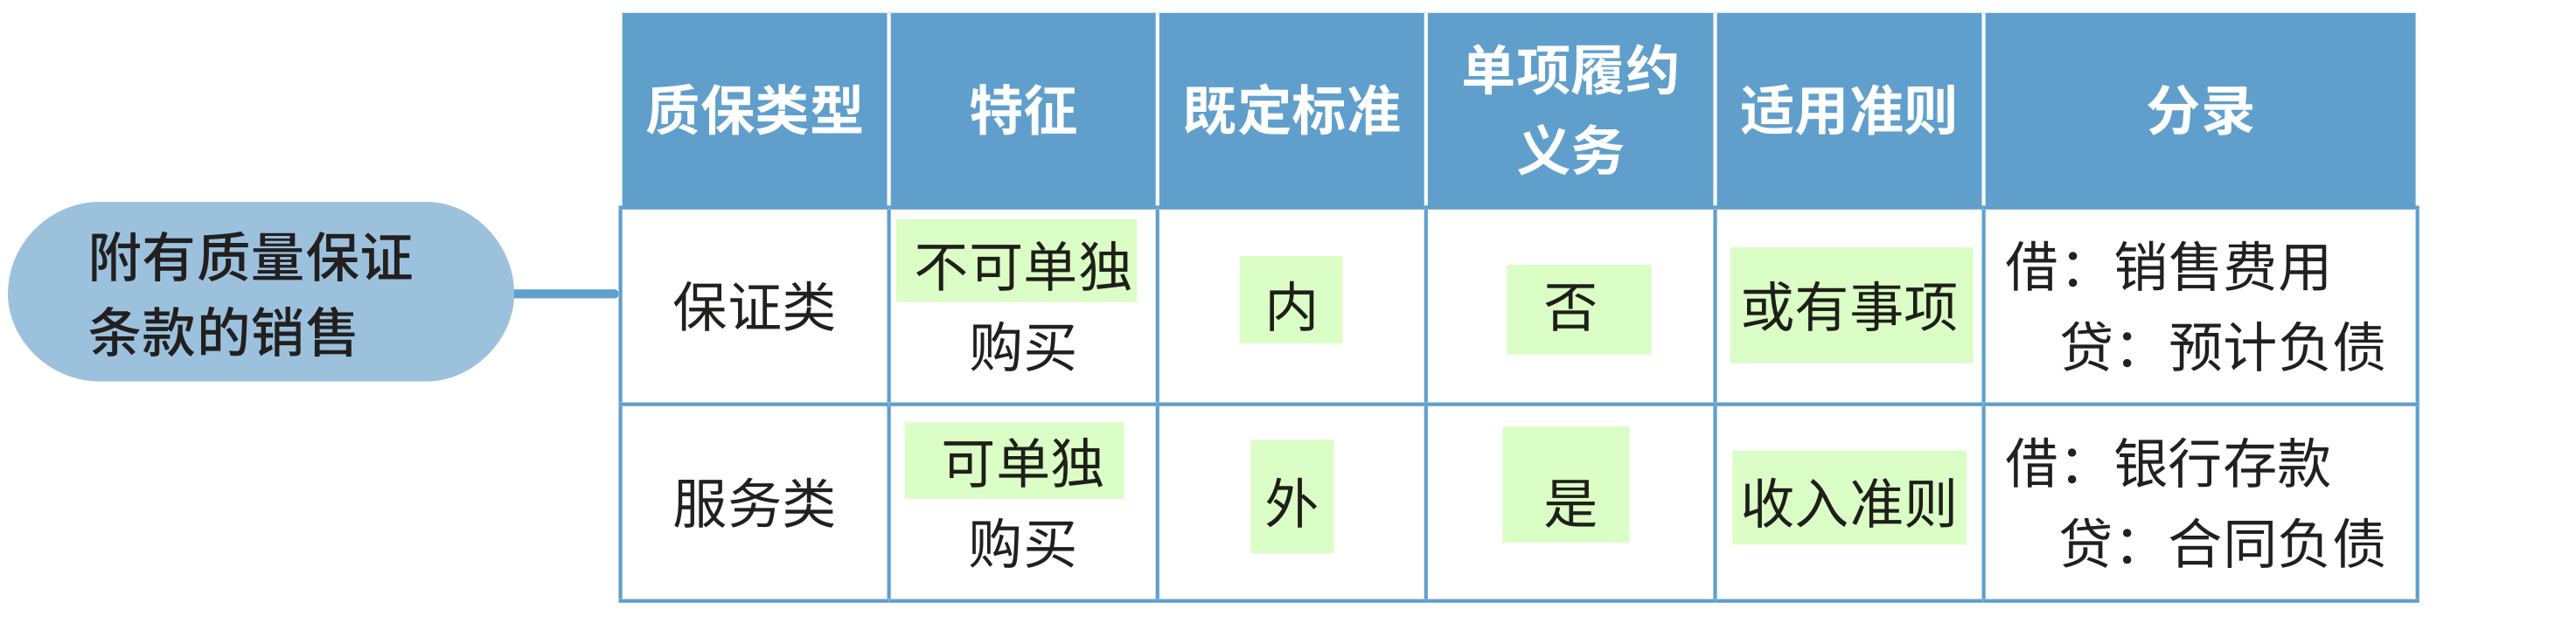 附有质量保证
条款的销售
质保类型
特征
既定标准
单项履约
义务
适用准则
分录
保证类
不可单独
购买
内
否
或有事项
借：销售费用
贷：预计负债
服务类
可单独
购买
外
是
收入准则
借：银行存款
贷：合同负债